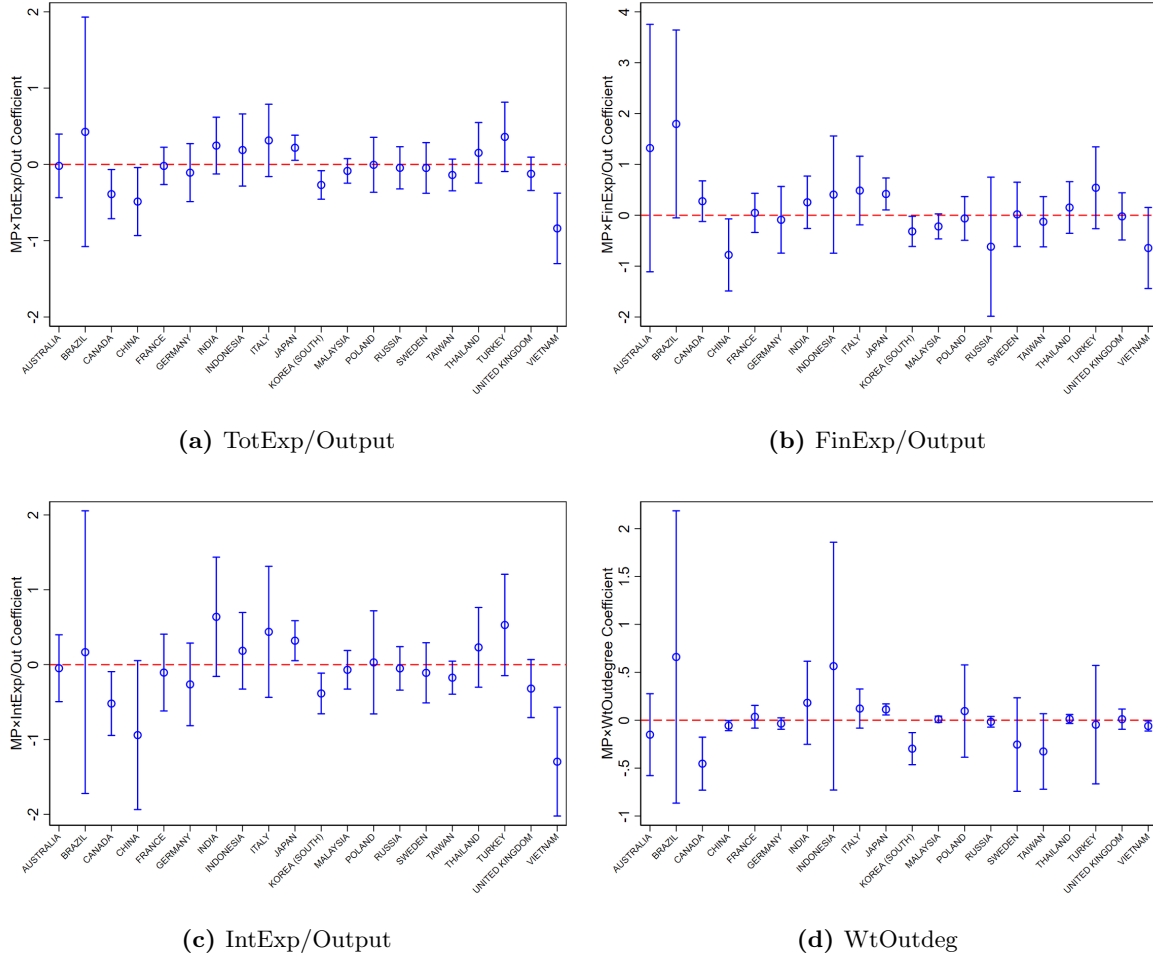 MP×TotExp/Out Coefficient
2
1
0
-1
-2
AUSTRALIA
BRAZIL
CANADA
CHINA
FRANCE
GERMANY
INDIA
INDONESIA
ITALY
JAPAN
KOREA (SOUTH)
MALAYSIA
POLAND
RUSSIA
SWEDEN
TAIWAN
THAILAND
TURKEY
UNITED KINGDOM
VIETNAM
(a) TotExp/Output
MP×FinExp/Out Coefficient
4
3
2
1
0
-1
-2
AUSTRALIA
BRAZIL
CANADA
CHINA
FRANCE
GERMANY
INDIA
INDONESIA
ITALY
JAPAN
KOREA (SOUTH)
MALAYSIA
POLAND
RUSSIA
SWEDEN
TAIWAN
THAILAND
TURKEY
UNITED KINGDOM
VIETNAM
(b) FinExp/Output
MP×IntExp/Out Coefficient
2
1
0
-1
-2
AUSTRALIA
BRAZIL
CANADA
CHINA
FRANCE
GERMANY
INDIA
INDONESIA
ITALY
JAPAN
KOREA (SOUTH)
MALAYSIA
POLAND
RUSSIA
SWEDEN
TAIWAN
THAILAND
TURKEY
UNITED KINGDOM
VIETNAM
(c) IntExp/Output
MP×WtOutdegree Coefficient
2
1.5
1
.5
0
-.5
-1
AUSTRALIA
BRAZIL
CANADA
CHINA
FRANCE
GERMANY
INDIA
INDONESIA
ITALY
JAPAN
KOREA (SOUTH)
MALAYSIA
POLAND
RUSSIA
SWEDEN
TAIWAN
THAILAND
TURKEY
UNITED KINGDOM
VIETNAM
(d) WtOutdeg